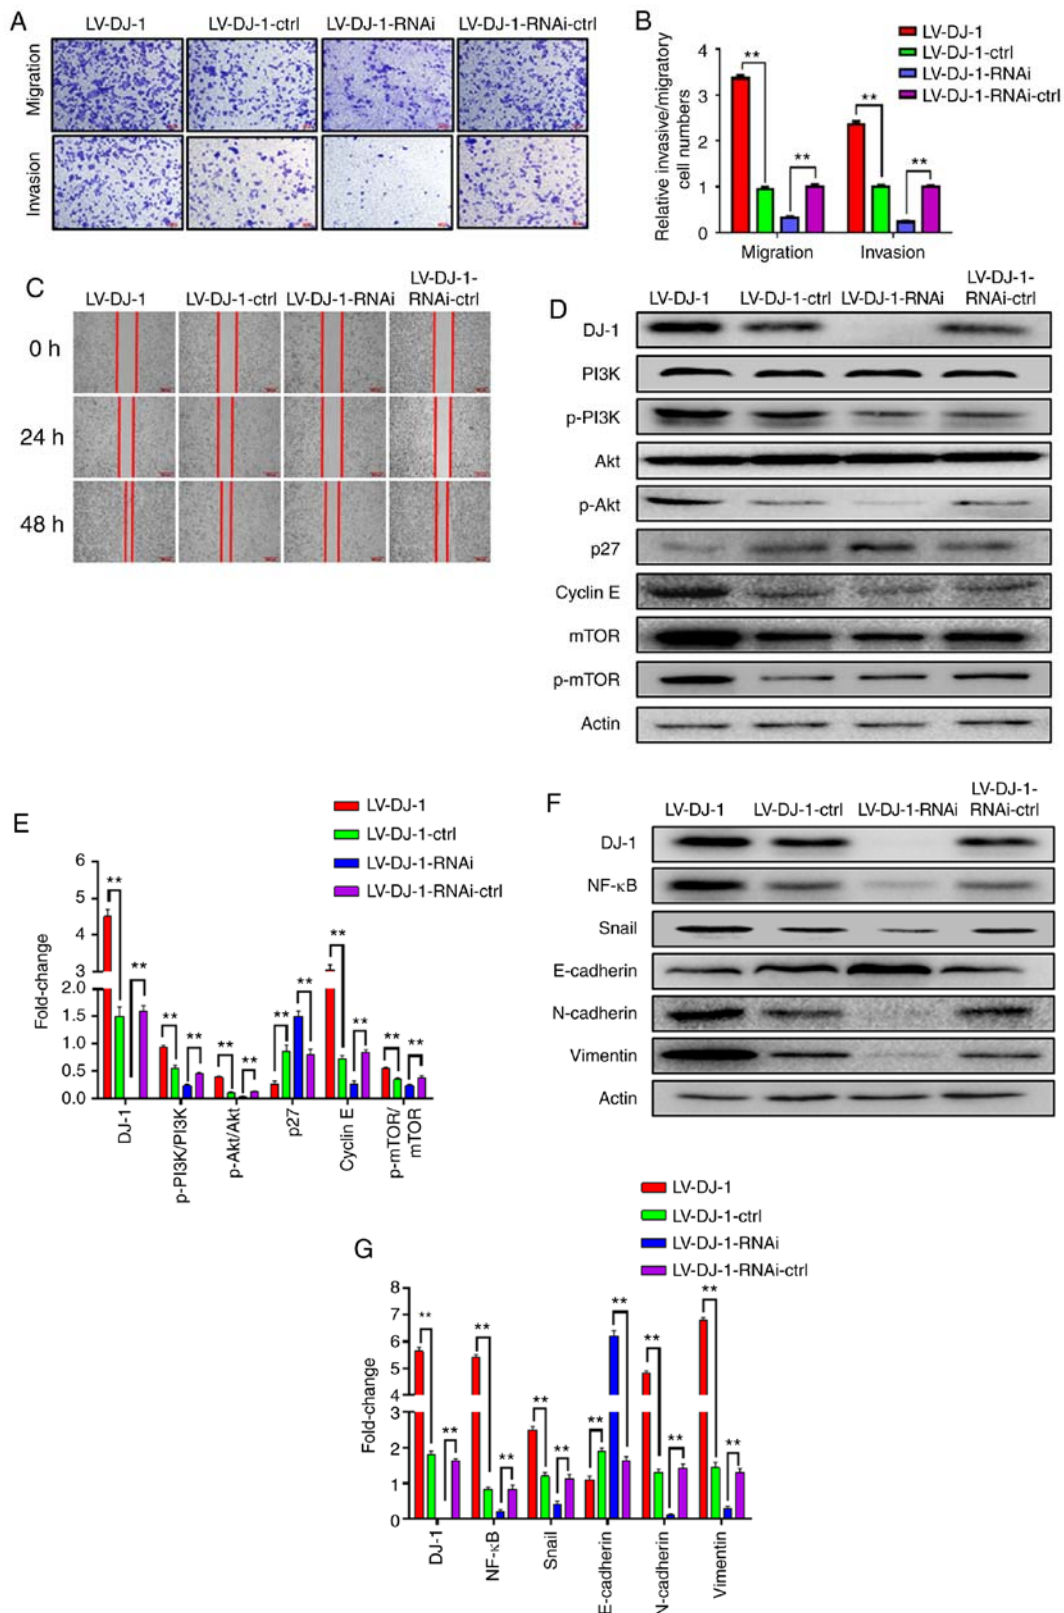 A
LV-DJ-1 LV-DJ-1-ctrl LV-DJ-1-RNAi LV-DJ-1-RNAi-ctrl
Migration
Invasion
B
LV-DJ-1
LV-DJ-1-ctrl
LV-DJ-1-RNAi
LV-DJ-1-RNAi-ctrl
Relative invasive/migratory
cell numbers
4
3
2
1
0
** ** ** **
Migration Invasion
C
LV-DJ-1 LV-DJ-1-ctrl LV-DJ-1-RNAi LV-DJ-1-
RNAi-ctrl
0 h
24 h
48 h
D
LV-DJ-1 LV-DJ-1-ctrl LV-DJ-1-RNAi LV-DJ-1-
RNAi-ctrl
DJ-1
PI3K
p-PI3K
Akt
p-Akt
p27
Cyclin E
mTOR
p-mTOR
Actin
E
LV-DJ-1
LV-DJ-1-ctrl
LV-DJ-1-RNAi
LV-DJ-1-RNAi-ctrl
Fold-change
6
5
4
3
2.0
1.5
1.0
0.5
0.0
** ** ** ** ** ** ** ** ** ** ** **
DJ-1
p-PI3K/PI3K
p-Akt/Akt
p27
Cyclin E
p-mTOR/
mTOR
F
LV-DJ-1 LV-DJ-1-ctrl LV-DJ-1-RNAi LV-DJ-1-
RNAi-ctrl
DJ-1
NF-κB
Snail
E-cadherin
N-cadherin
Vimentin
Actin
G
LV-DJ-1
LV-DJ-1-ctrl
LV-DJ-1-RNAi
LV-DJ-1-RNAi-ctrl
Fold-change
8
7
6
5
4
3
2
1
0
** ** ** ** ** ** ** ** ** ** ** **
DJ-1
NF-κB
Snail
E-cadherin
N-cadherin
Vimentin